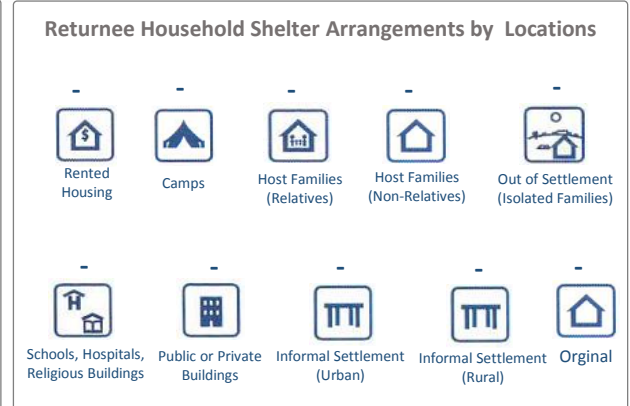 Returnee Household Shelter Arrangements by Locations
- - - - -
$
Rented
Housing
Camps
Host Families
(Relatives)
Host Families
(Non-Relatives)
Out of Settlement
(Isolated Families)
- - - - -
H
Schools, Hospitals,
Religious Buildings
Public or Private
Buildings
Informal Settlement
(Urban)
Informal Settlement
(Rural)
Orginal